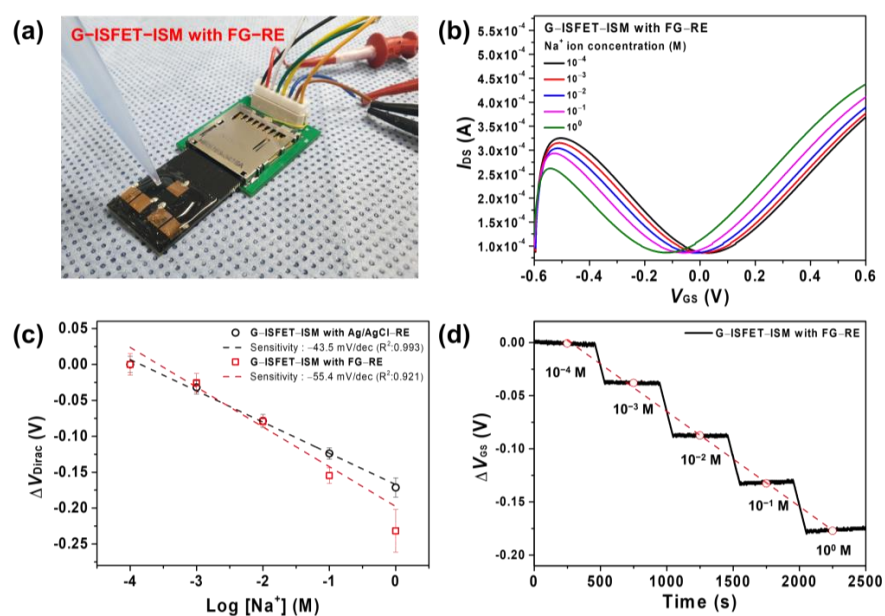 (a)
G-ISFET-ISM with FG-RE
(b)
G-ISFET-ISM with FG-RE
Na⁺ ion concentration (M)
10⁻⁴
10⁻³
10⁻²
10⁻¹
10⁰
5.5x10⁻⁴
5.0x10⁻⁴
4.5x10⁻⁴
4.0x10⁻⁴
3.5x10⁻⁴
3.0x10⁻⁴
2.5x10⁻⁴
2.0x10⁻⁴
1.5x10⁻⁴
1.0x10⁻⁴
I_DS (A)
-0.6 -0.4 -0.2 0.0 0.2 0.4 0.6
V_GS (V)
(c)
G-ISFET-ISM with Ag/AgCl-RE
Sensitivity : -43.5 mV/dec (R²:0.993)
G-ISFET-ISM with FG-RE
Sensitivity : -55.4 mV/dec (R²:0.921)
0.05
0.00
-0.05
-0.10
-0.15
-0.20
-0.25
ΔV_Dirac (V)
-4 -3 -2 -1 0
Log [Na⁺] (M)
(d)
G-ISFET-ISM with FG-RE
0.00
-0.05
-0.10
-0.15
-0.20
ΔV_GS (V)
10⁻⁴ M
10⁻³ M
10⁻² M
10⁻¹ M
10⁰ M
0 500 1000 1500 2000 2500
Time (s)